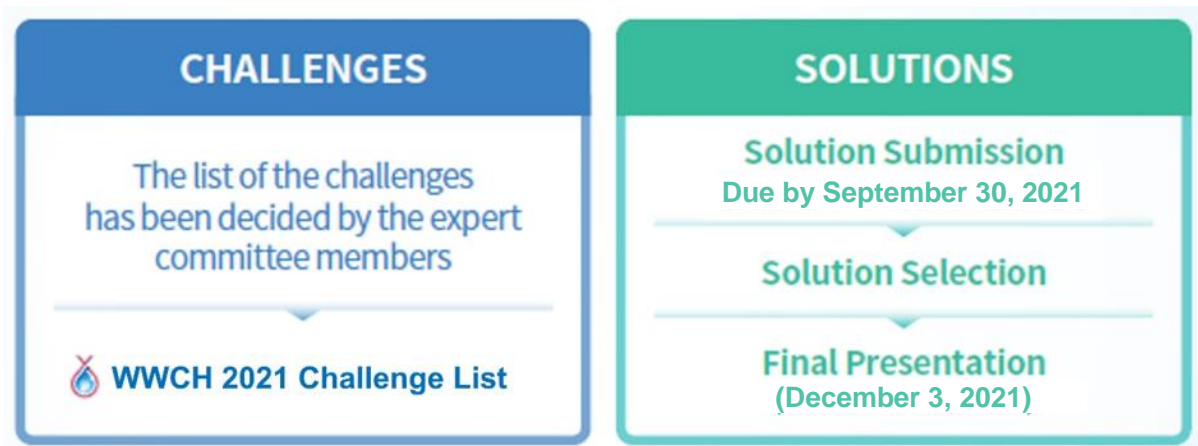 CHALLENGES
The list of the challenges
has been decided by the expert
committee members
WWCH 2021 Challenge List
SOLUTIONS
Solution Submission
Due by September 30, 2021
Solution Selection
Final Presentation
(December 3, 2021)